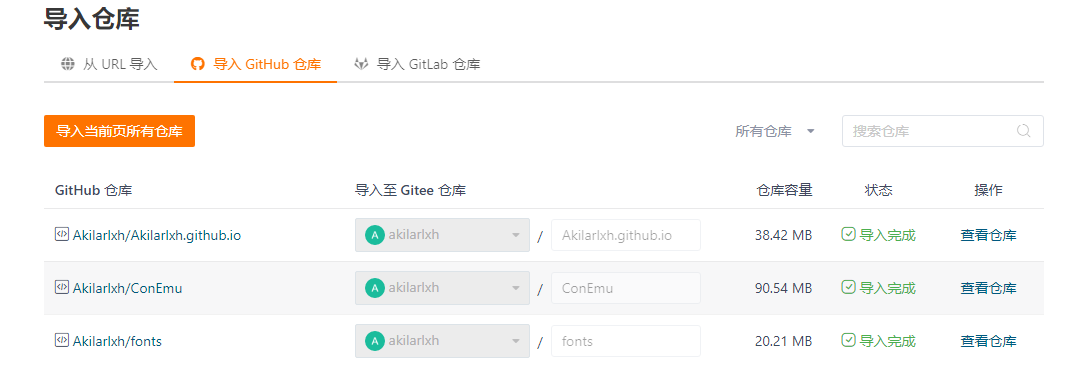 导入仓库
从 URL 导入 导入 GitHub 仓库 导入 GitLab 仓库
导入当前页所有仓库 所有仓库 搜索仓库
GitHub 仓库 导入至 Gitee 仓库 仓库容量 状态 操作
Akilarlxh/Akilarlxh.github.io A akilarlxh / Akilarlxh.github.io 38.42 MB 导入完成 查看仓库
Akilarlxh/ConEmu A akilarlxh / ConEmu 90.54 MB 导入完成 查看仓库
Akilarlxh/fonts A akilarlxh / fonts 20.21 MB 导入完成 查看仓库